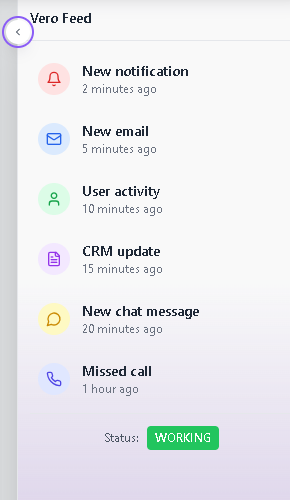 Vero Feed
New notification
2 minutes ago
New email
5 minutes ago
User activity
10 minutes ago
CRM update
15 minutes ago
New chat message
20 minutes ago
Missed call
1 hour ago
Status: WORKING